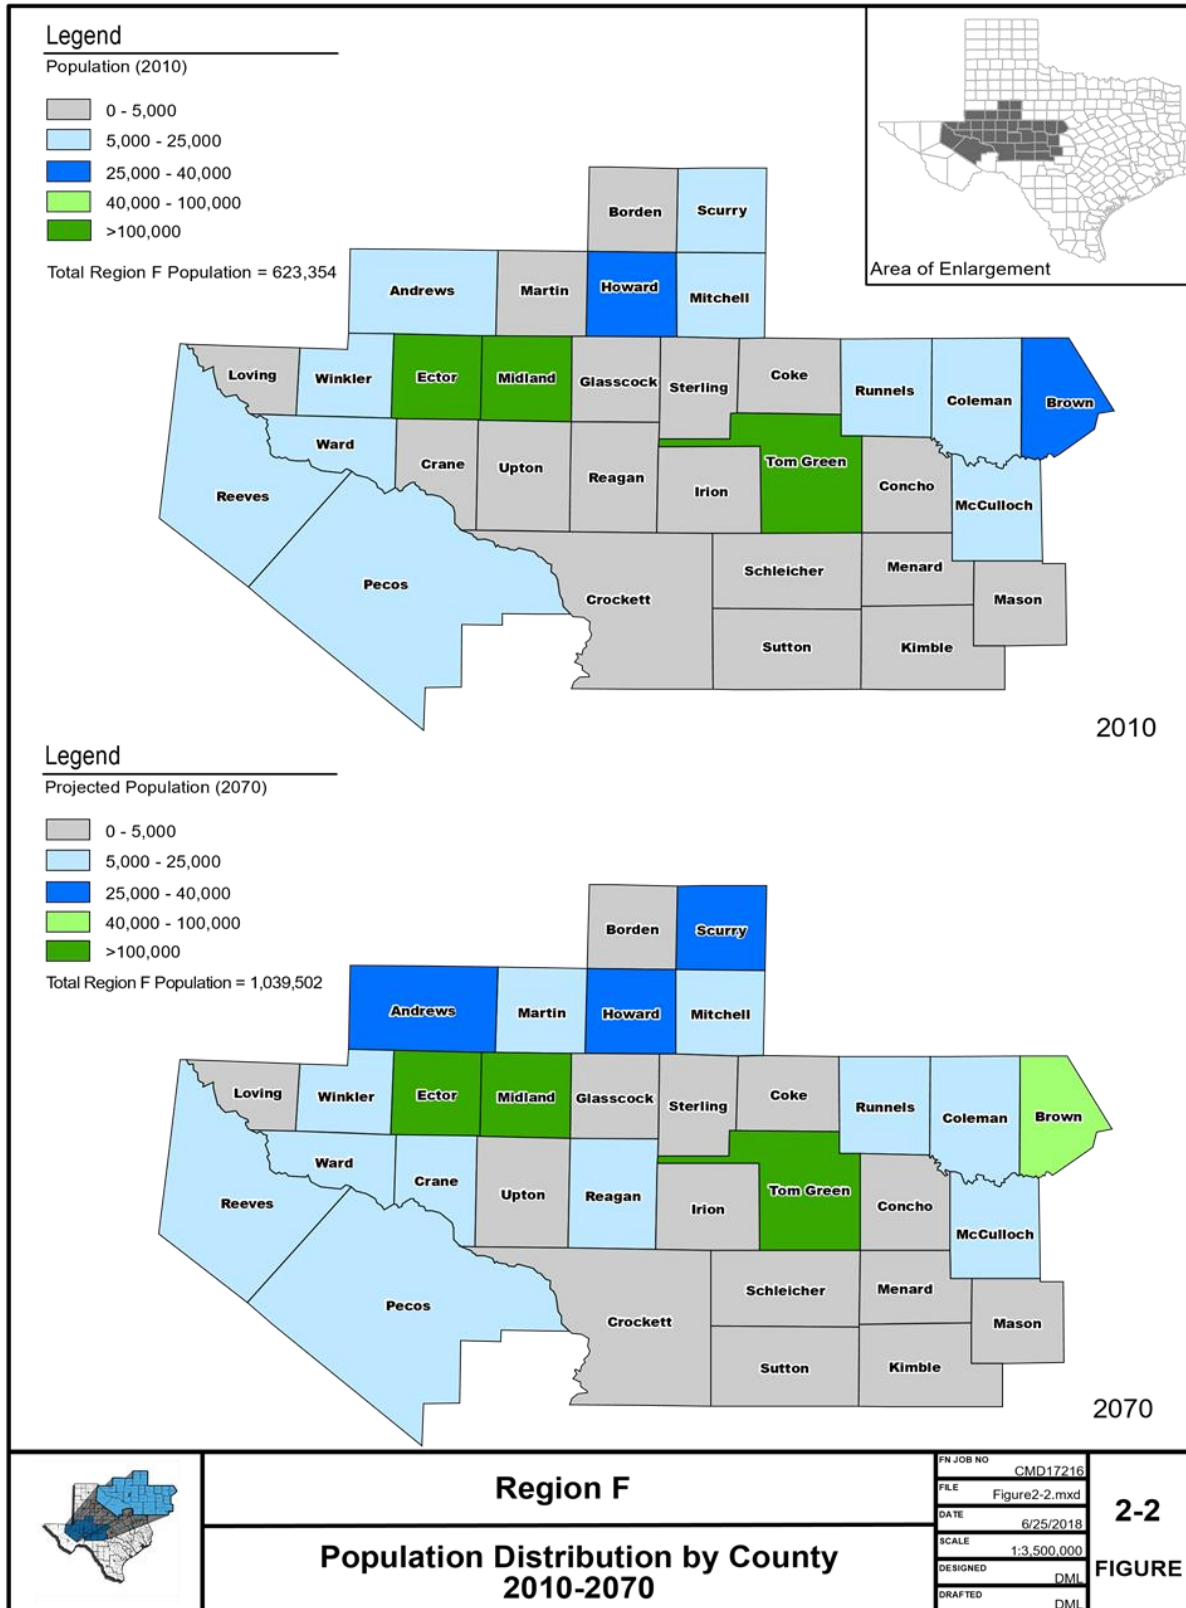 Legend
Population (2010)
0 - 5,000
5,000 - 25,000
25,000 - 40,000
40,000 - 100,000
>100,000
Total Region F Population = 623,354
Area of Enlargement
Borden
Scurry
Andrews
Martin
Howard
Mitchell
Loving
Winkler
Ector
Midland
Glasscock
Sterling
Coke
Runnels
Coleman
Brown
Ward
Crane
Upton
Reagan
Irion
Tom Green
Concho
McCulloch
Reeves
Pecos
Crockett
Schleicher
Menard
Mason
Sutton
Kimble
2010
Legend
Projected Population (2070)
0 - 5,000
5,000 - 25,000
25,000 - 40,000
40,000 - 100,000
>100,000
Total Region F Population = 1,039,502
Borden
Scurry
Andrews
Martin
Howard
Mitchell
Loving
Winkler
Ector
Midland
Glasscock
Sterling
Coke
Runnels
Coleman
Brown
Ward
Crane
Upton
Reagan
Irion
Tom Green
Concho
McCulloch
Reeves
Pecos
Crockett
Schleicher
Menard
Mason
Sutton
Kimble
2070
Region F
Population Distribution by County
2010-2070
FN JOB NO
CMD17216
FILE
Figure2-2.mxd
DATE
6/25/2018
SCALE
1:3,500,000
DESIGNED
DML
DRAFTED
DML
2-2
FIGURE